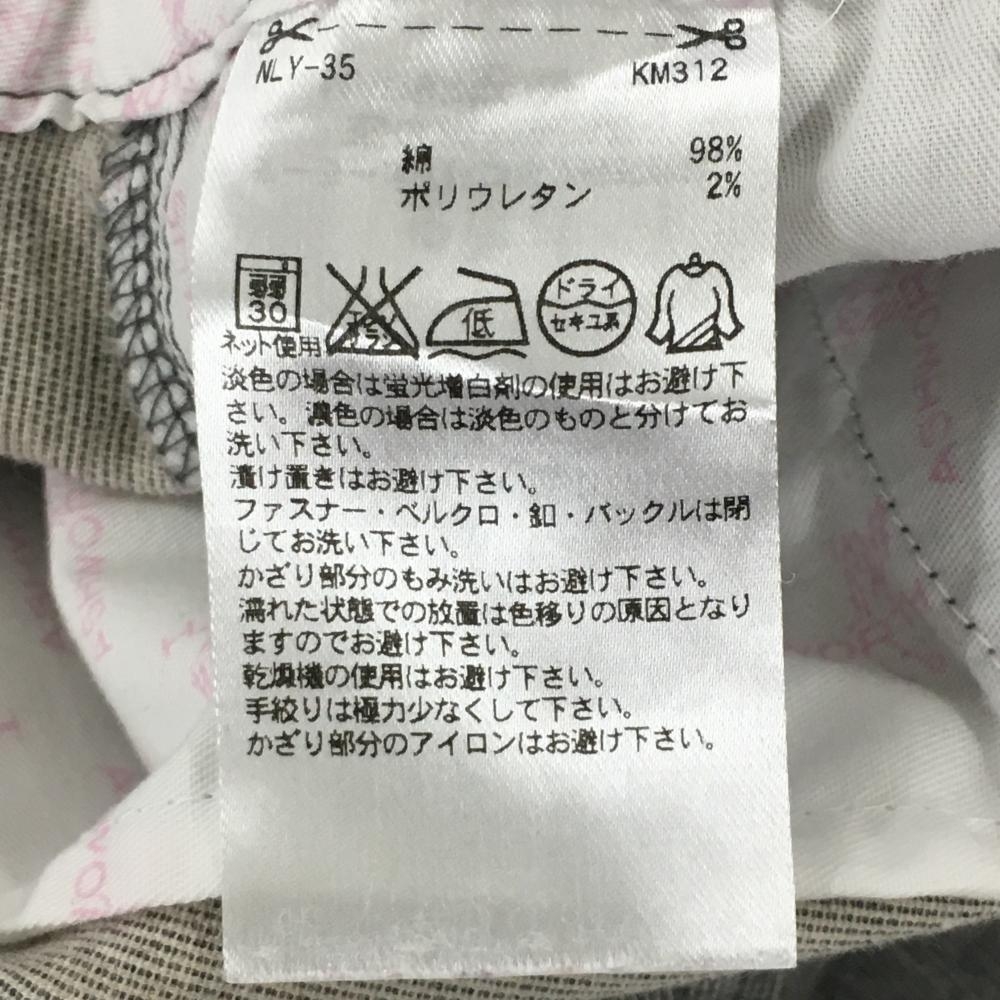 NLY-35 KM312
綿 98%
ポリウレタン 2%
弱 30 エンソ サラシ 低 ドライ セキユ系
ネット使用
淡色の場合は蛍光増白剤の使用はお避け下
さい。濃色の場合は淡色のものと分けてお
洗い下さい。
漬け置きはお避け下さい。
ファスナー・ベルクロ・釦・バックルは閉
じてお洗い下さい。
かざり部分のもみ洗いはお避け下さい。
濡れた状態での放置は色移りの原因となり
ますのでお避け下さい。
乾燥機の使用はお避け下さい。
手絞りは極力少なくして下さい。
かざり部分のアイロンはお避け下さい。